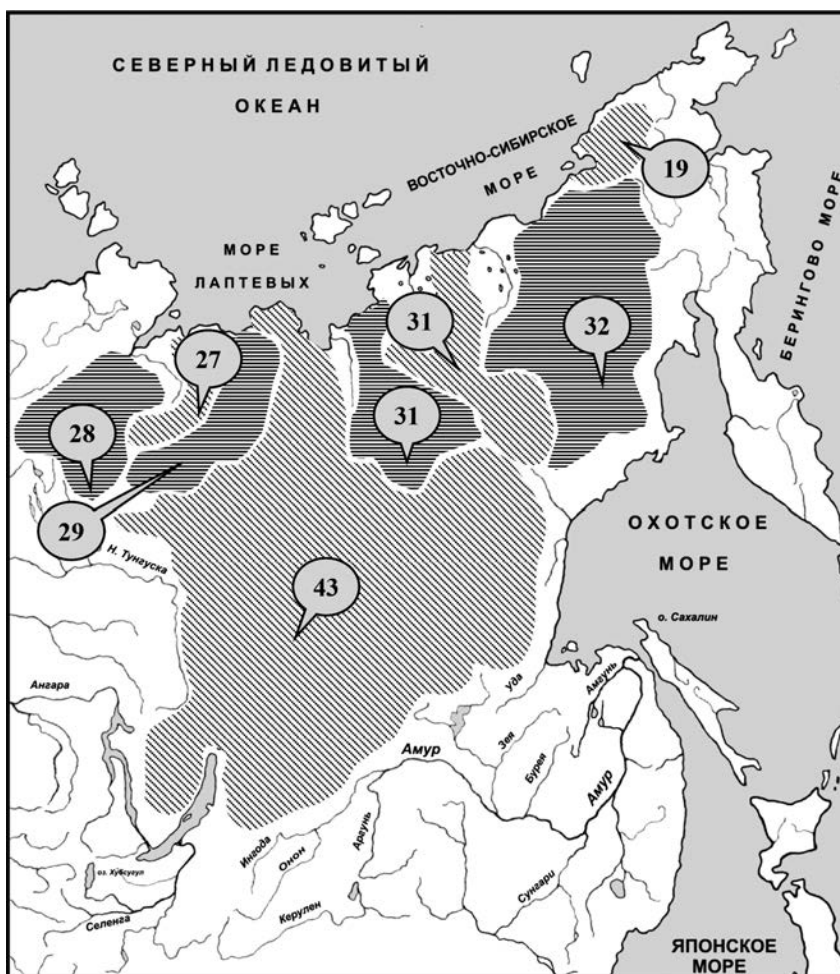 СЕВЕРНЫЙ ЛЕДОВИТЫЙ
ОКЕАН
ВОСТОЧНО-СИБИРСКОЕ
МОРЕ
19
БЕРИНГОВО МОРЕ
МОРЕ
ЛАПТЕВЫХ
31
32
27
31
28
29
Н. Тунгуска
ОХОТСКОЕ
МОРЕ
43
о. Сахалин
Ангара
Уда
Амгунь
Зея
Бурея
Амур
Амур
Ингода
Онон
Аргунь
Сунгари
оз. Хубсугул
Керулен
Селенга
ЯПОНСКОЕ
МОРЕ